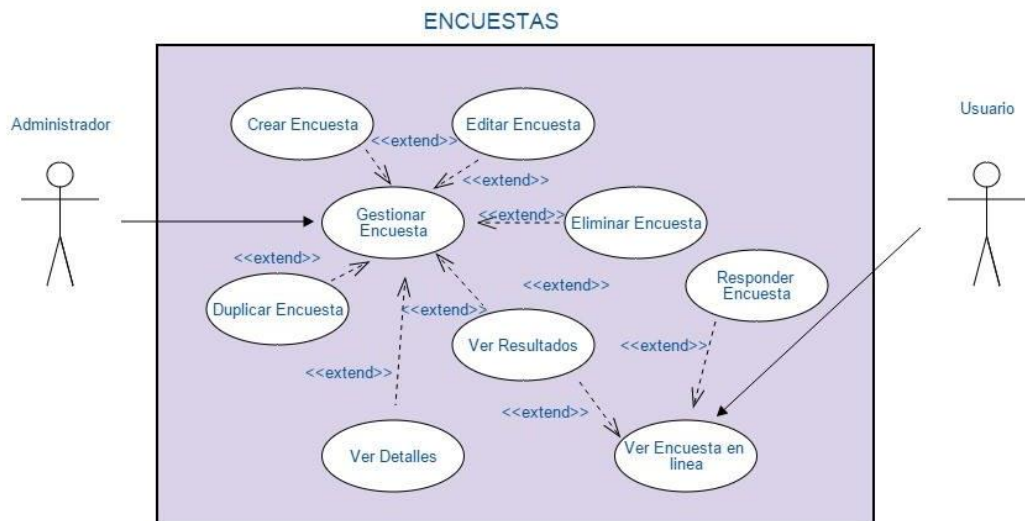 ENCUESTAS
Administrador
Usuario
Crear Encuesta
Editar Encuesta
<<extend>>
<<extend>>
Gestionar
Encuesta
<<extend>>
Eliminar Encuesta
<<extend>>
Responder
Encuesta
<<extend>>
Duplicar Encuesta
<<extend>>
Ver Resultados
<<extend>>
<<extend>>
<<extend>>
Ver Detalles
Ver Encuesta en
linea